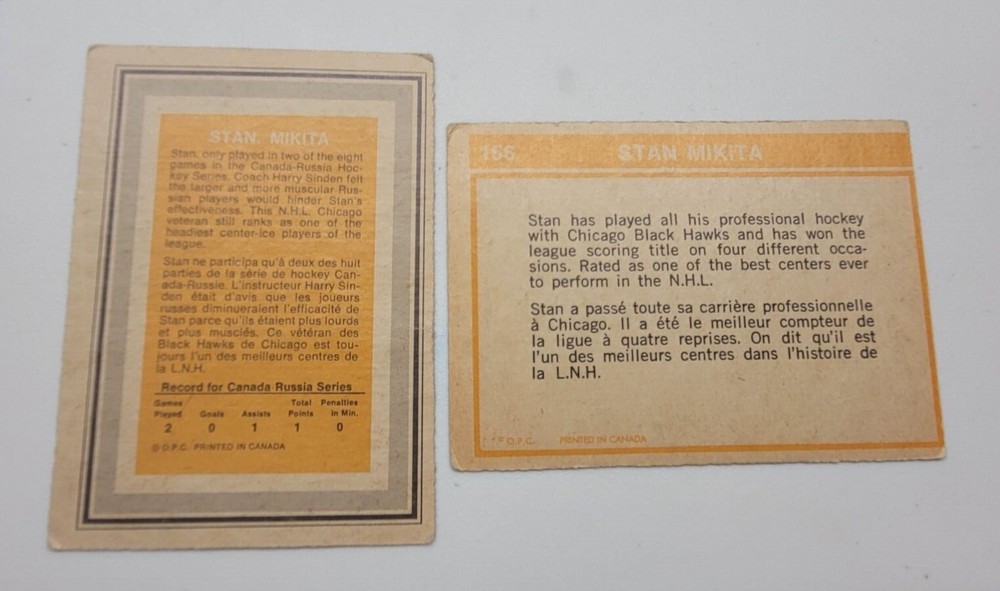 STAN MIKITA
Stan, only played in two of the eight
games in the Canada-Russia Hoc-
key Series. Coach Harry Sinden felt
the larger and more muscular Rus-
sian players would hinder Stan's
effectiveness. This N.H.L. Chicago
veteran still ranks as one of the
headiest center-ice players of the
league.
Stan ne participa qu'à deux des huit
parties de la série de hockey Can-
ada-Russie. L'instructeur Harry Sin-
den était d'avis que les joueurs
russes diminueraient l'efficacité de
Stan parce qu'ils étaient plus lourds
et plus musclés. Ce vétéran des
Black Hawks de Chicago est tou-
jours l'un des meilleurs centres de
la L.N.H.
Record for Canada Russia Series
Games Played Goals Assists Total Points Penalties in Min.
2 0 1 1 0
© O.P.C. PRINTED IN CANADA
156 STAN MIKITA
Stan has played all his professional hockey
with Chicago Black Hawks and has won the
league scoring title on four different occa-
sions. Rated as one of the best centers ever
to perform in the N.H.L.
Stan a passé toute sa carrière professionnelle
à Chicago. Il a été le meilleur compteur de
la ligue à quatre reprises. On dit qu'il est
l'un des meilleurs centres dans l'histoire de
la L.N.H.
O.P.C. PRINTED IN CANADA